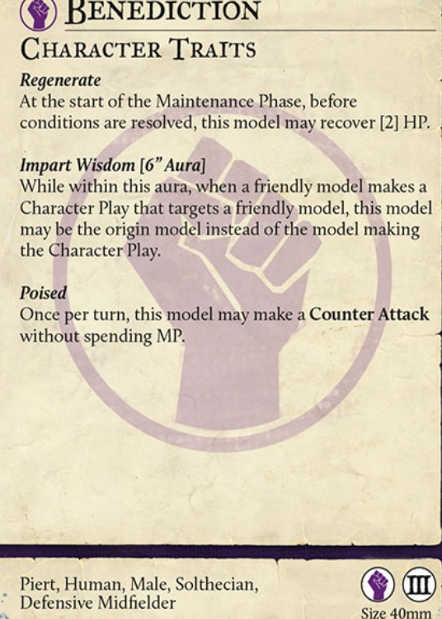 BENEDICTION
CHARACTER TRAITS
Regenerate
At the start of the Maintenance Phase, before
conditions are resolved, this model may recover [2] HP.
Impart Wisdom [6” Aura]
While within this aura, when a friendly model makes a
Character Play that targets a friendly model, this model
may be the origin model instead of the model making
the Character Play.
Poised
Once per turn, this model may make a Counter Attack
without spending MP.
Piert, Human, Male, Solthecian,
Defensive Midfielder
III
Size 40mm